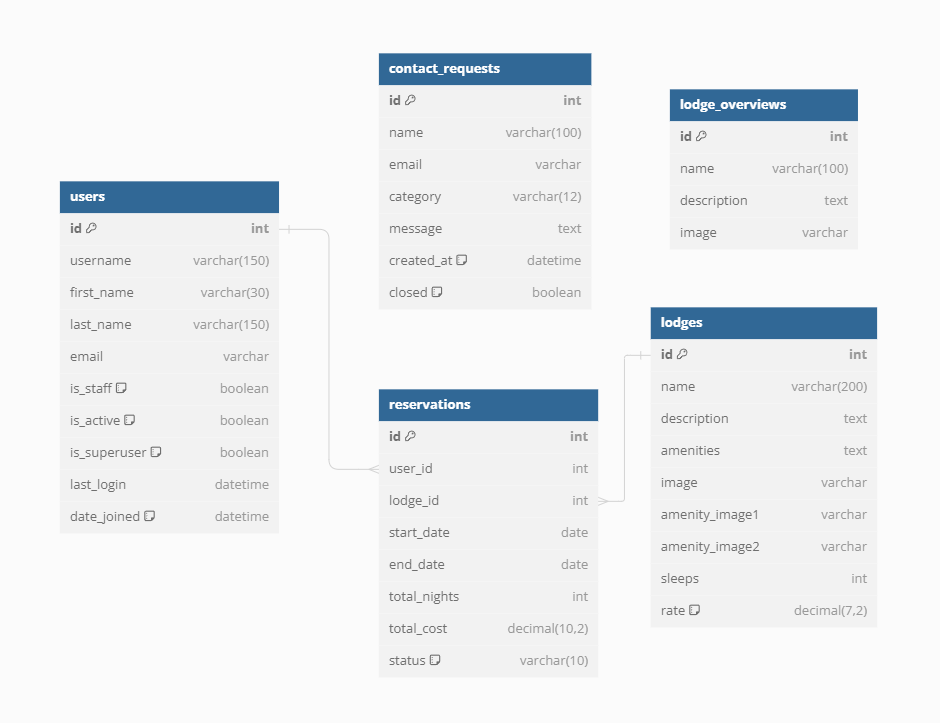 contact_requests
id int
name varchar(100)
email varchar
category varchar(12)
message text
created_at datetime
closed boolean
lodge_overviews
id int
name varchar(100)
description text
image varchar
users
id int
username varchar(150)
first_name varchar(30)
last_name varchar(150)
email varchar
is_staff boolean
is_active boolean
is_superuser boolean
last_login datetime
date_joined datetime
reservations
id int
user_id int
lodge_id int
start_date date
end_date date
total_nights int
total_cost decimal(10,2)
status varchar(10)
lodges
id int
name varchar(200)
description text
amenities text
image varchar
amenity_image1 varchar
amenity_image2 varchar
sleeps int
rate decimal(7,2)